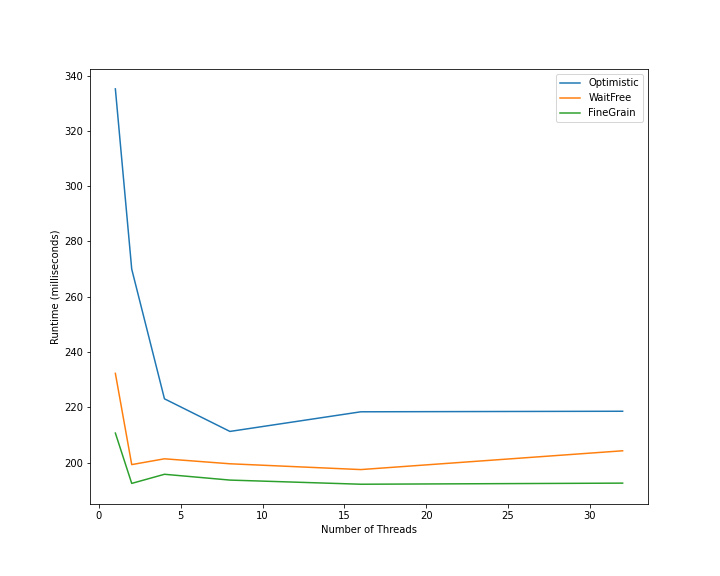 340
320
300
280
260
240
220
200
Runtime (milliseconds)
Optimistic
WaitFree
FineGrain
0 5 10 15 20 25 30
Number of Threads